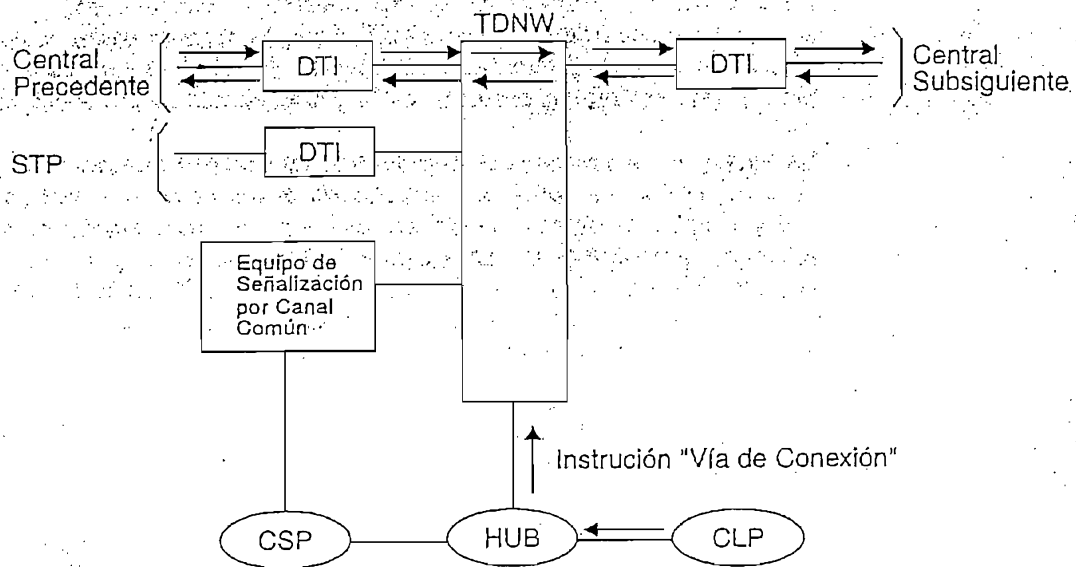 TDNW
Central
Precedente
DTI
DTI
Central
Subsiguiente
STP
DTI
Equipo de
Señalización
por Canal
Común
Instrución "Vía de Conexión"
CSP
HUB
CLP